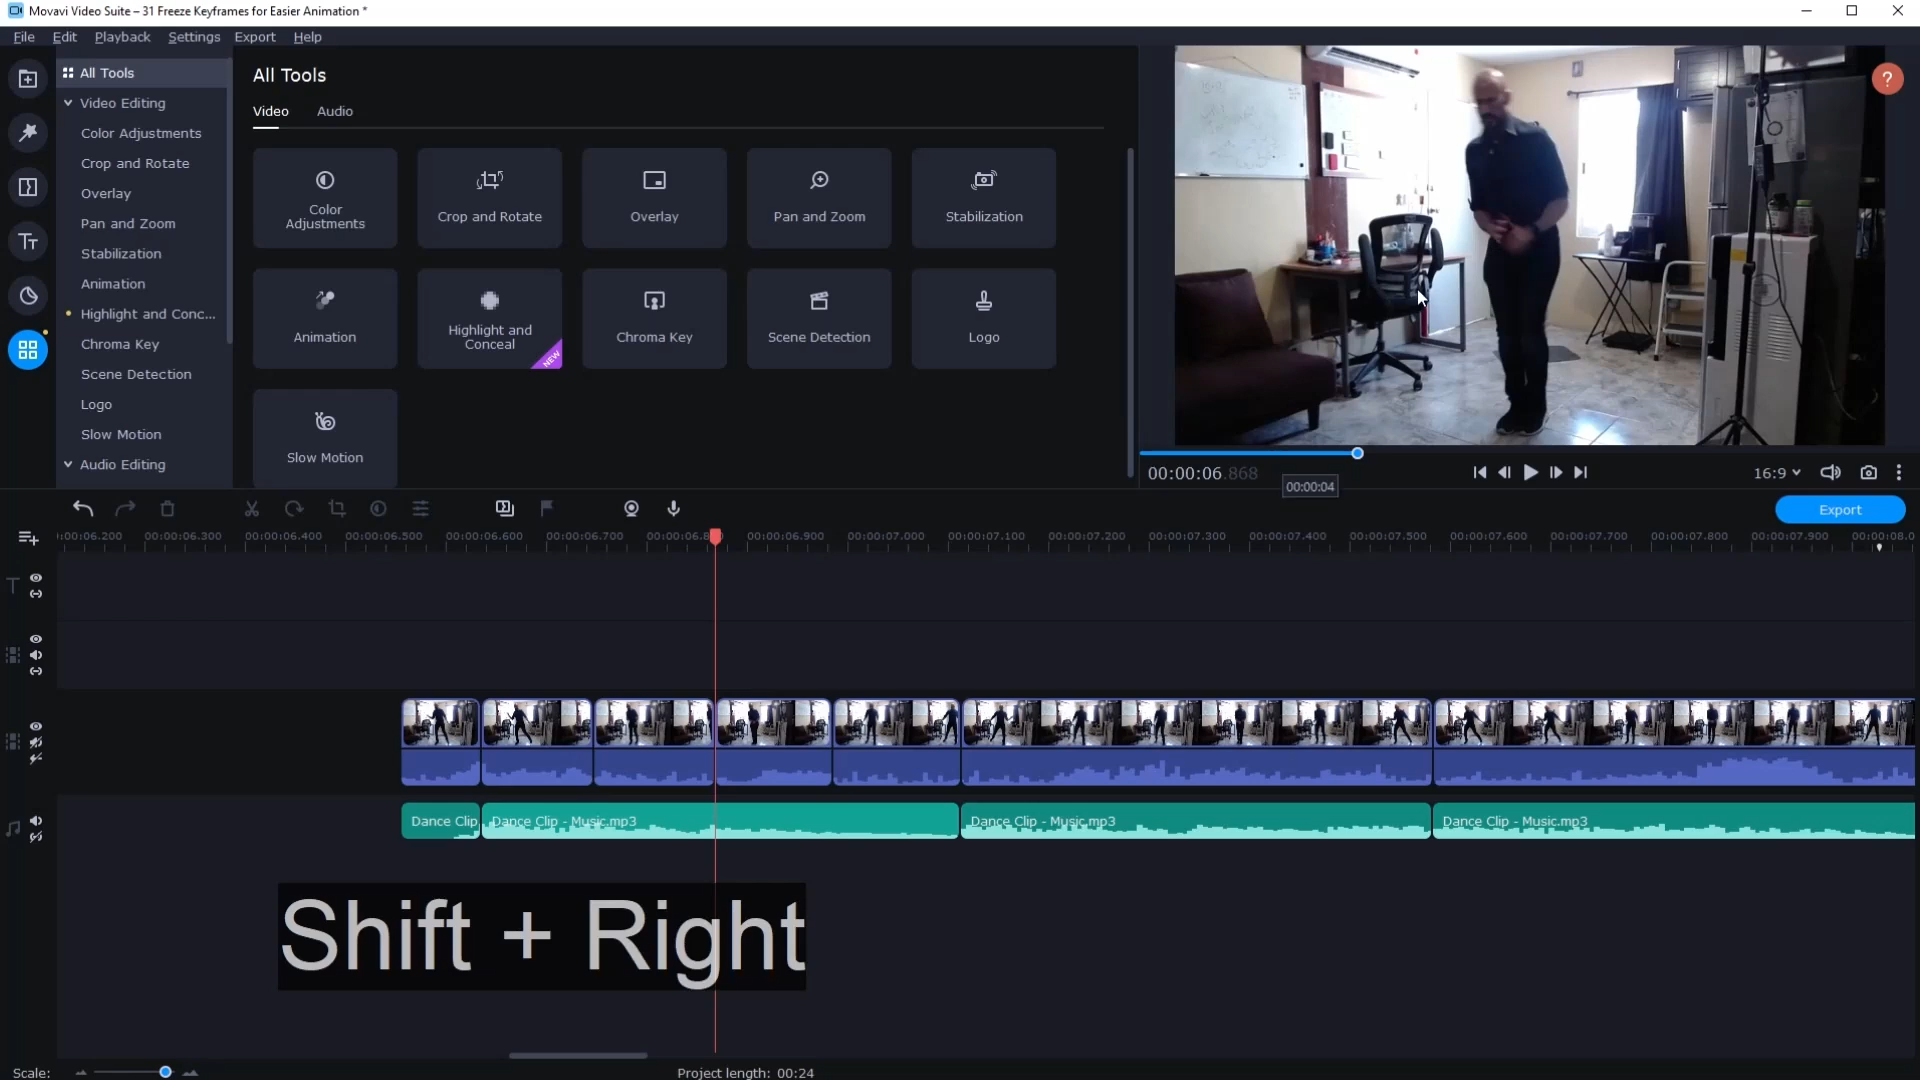 Movavi Video Suite – 31 Freeze Keyframes for Easier Animation *
File Edit Playback Settings Export Help
All Tools
Video Editing
Color Adjustments
Crop and Rotate
Overlay
Pan and Zoom
Stabilization
Animation
Highlight and Conc...
Chroma Key
Scene Detection
Logo
Slow Motion
Audio Editing
All Tools
Video Audio
Color Adjustments
Crop and Rotate
Overlay
Pan and Zoom
Stabilization
Animation
Highlight and Conceal
NEW
Chroma Key
Scene Detection
Logo
Slow Motion
?
00:00:06.868
00:00:04
16:9
Export
00:00:06.300 00:00:06.400 00:00:06.500 00:00:06.600 00:00:06.700 00:00:06.900 00:00:07.000 00:00:07.100 00:00:07.200 00:00:07.300 00:00:07.400 00:00:07.500 00:00:07.600 00:00:07.700 00:00:07.800 00:00:07.900 00:00:08.0
Dance Clip
Dance Clip - Music.mp3
Dance Clip - Music.mp3
Dance Clip - Music.mp3
Shift + Right
Scale:
Project length: 00:24